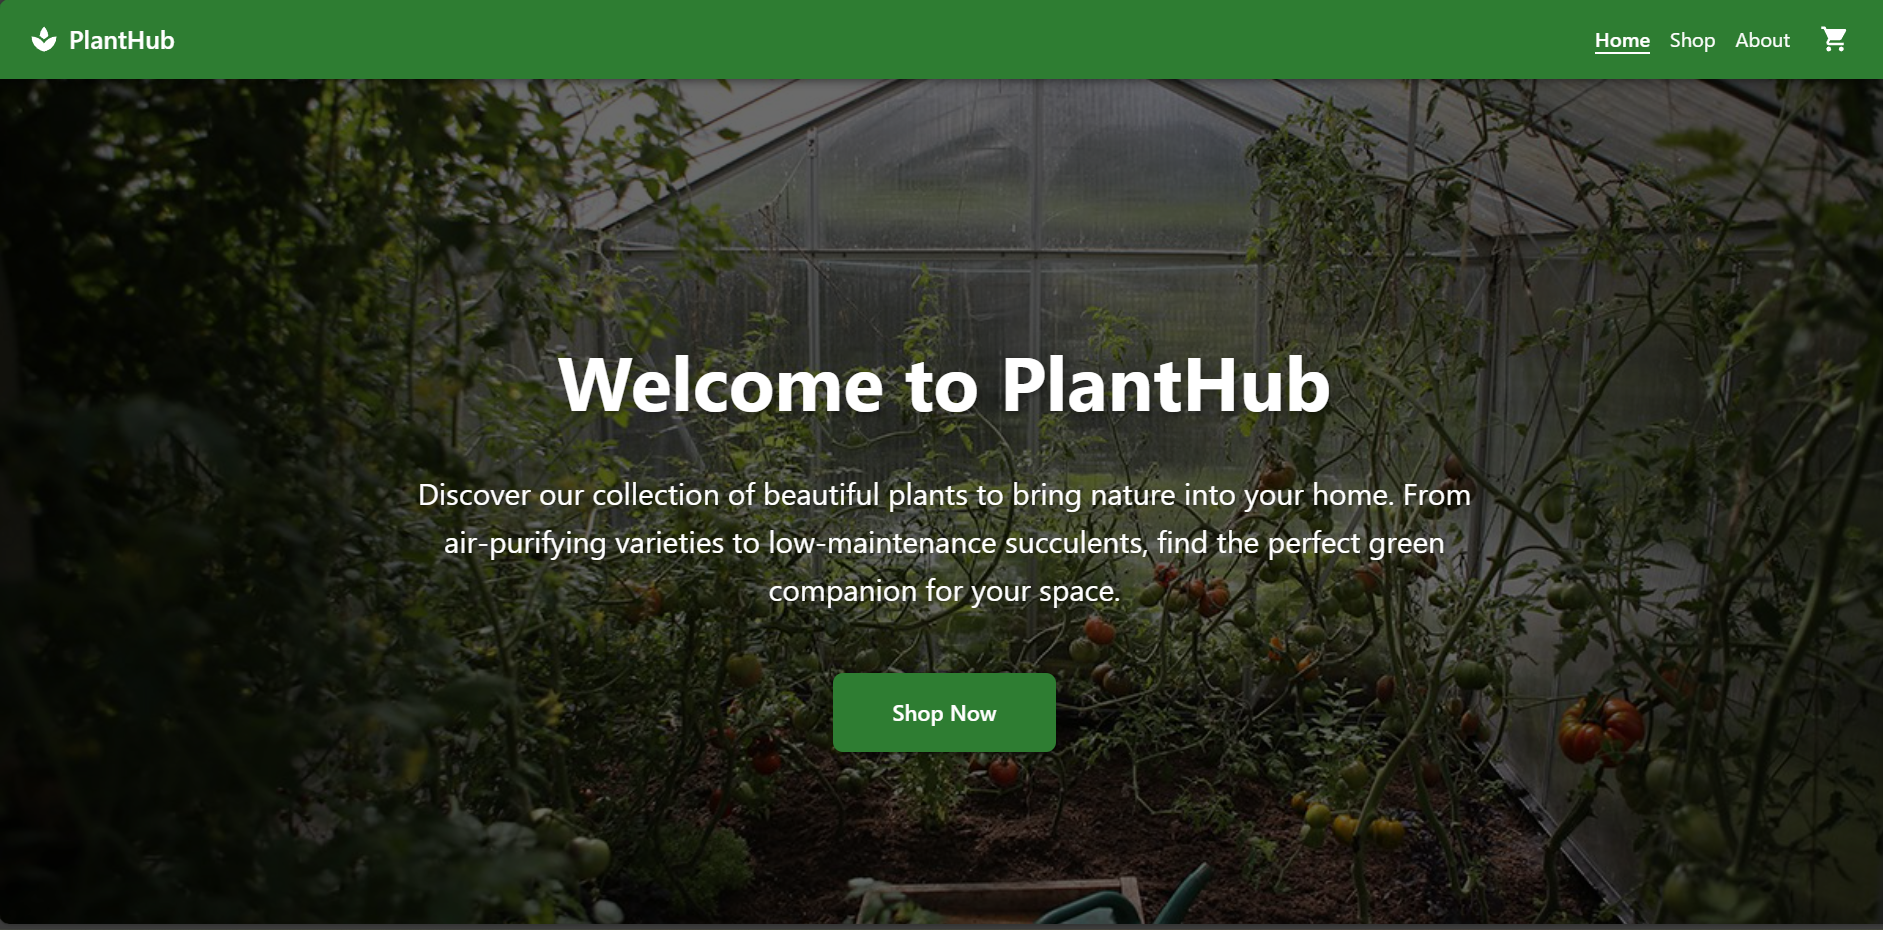 PlantHub
Home Shop About
Welcome to PlantHub
Discover our collection of beautiful plants to bring nature into your home. From
air-purifying varieties to low-maintenance succulents, find the perfect green
companion for your space.
Shop Now